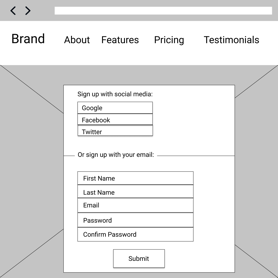 Brand
About Features Pricing Testimonials
Sign up with social media:
Google
Facebook
Twitter
Or sign up with your email:
First Name
Last Name
Email
Password
Confirm Password
Submit